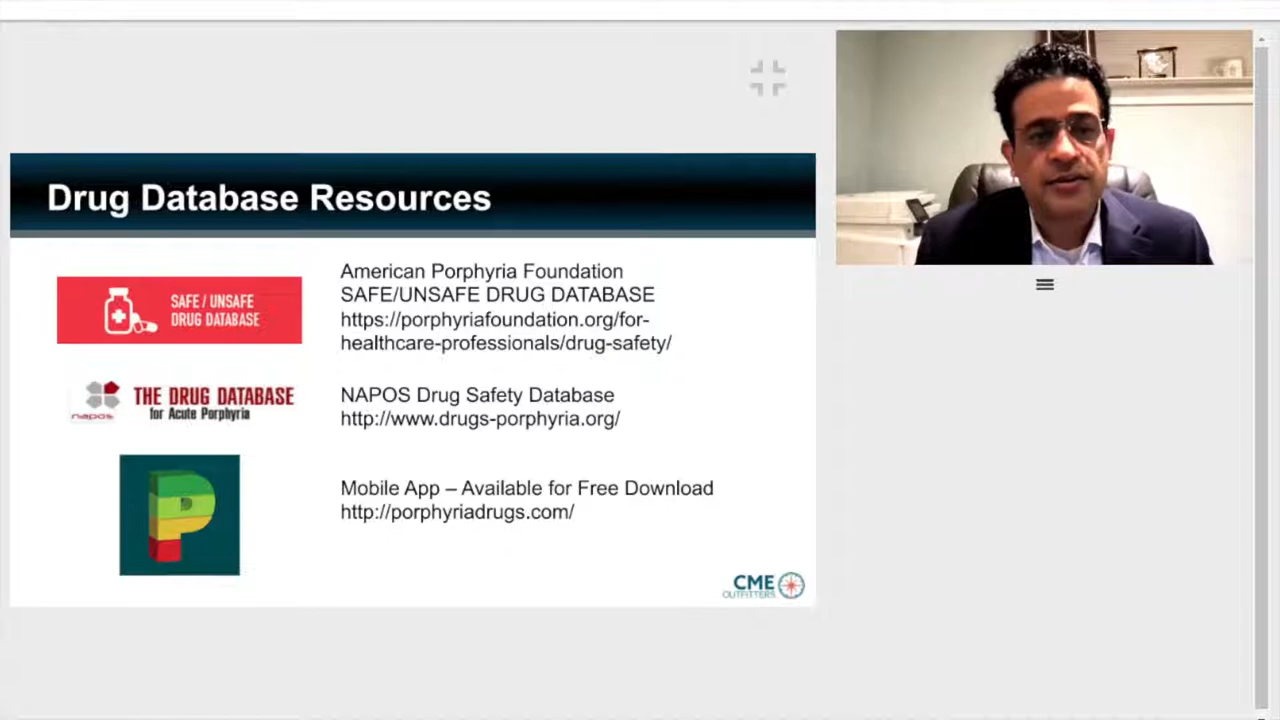 Drug Database Resources
SAFE / UNSAFE
DRUG DATABASE
American Porphyria Foundation
SAFE/UNSAFE DRUG DATABASE
https://porphyriafoundation.org/for-
healthcare-professionals/drug-safety/
napos
THE DRUG DATABASE
for Acute Porphyria
NAPOS Drug Safety Database
http://www.drugs-porphyria.org/
P
D
Mobile App – Available for Free Download
http://porphyriadrugs.com/
CME
OUTFITTERS